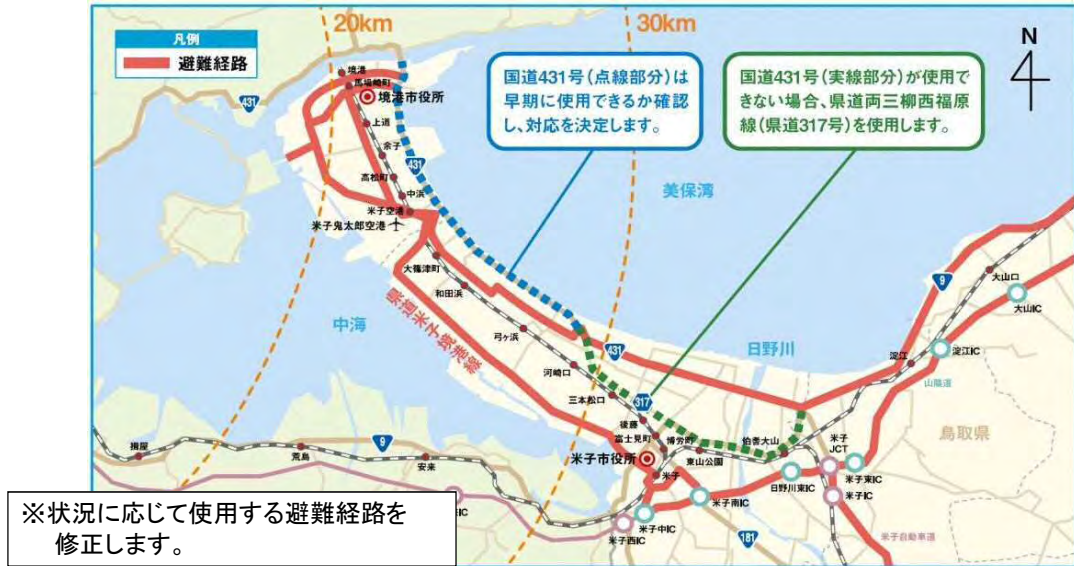 20km
30km
凡例
避難経路
N
国道431号(点線部分)は
早期に使用できるか確認
し、対応を決定します。
国道431号(実線部分)が使用で
きない場合、県道両三柳西福原
線(県道317号)を使用します。
境港
馬場崎町
境港市役所
431
上道
余子
431
高松町
中浜
美保湾
米子空港
米子鬼太郎空港
大篠津町
和田浜
9
大山口
大山IC
県道米子境港線
中海
弓ヶ浜
431
日野川
淀江
淀江IC
河崎口
山陰道
三本松口
317
後藤
富士見町
博労町
伯耆大山
米子
JCT
鳥取県
9
揖屋
荒島
安来
米子市役所
東山公園
米子
日野川東IC
米子東IC
米子IC
米子南IC
IC
米子中IC
米子西IC
181
米子自動車道
※状況に応じて使用する避難経路を
修正します。